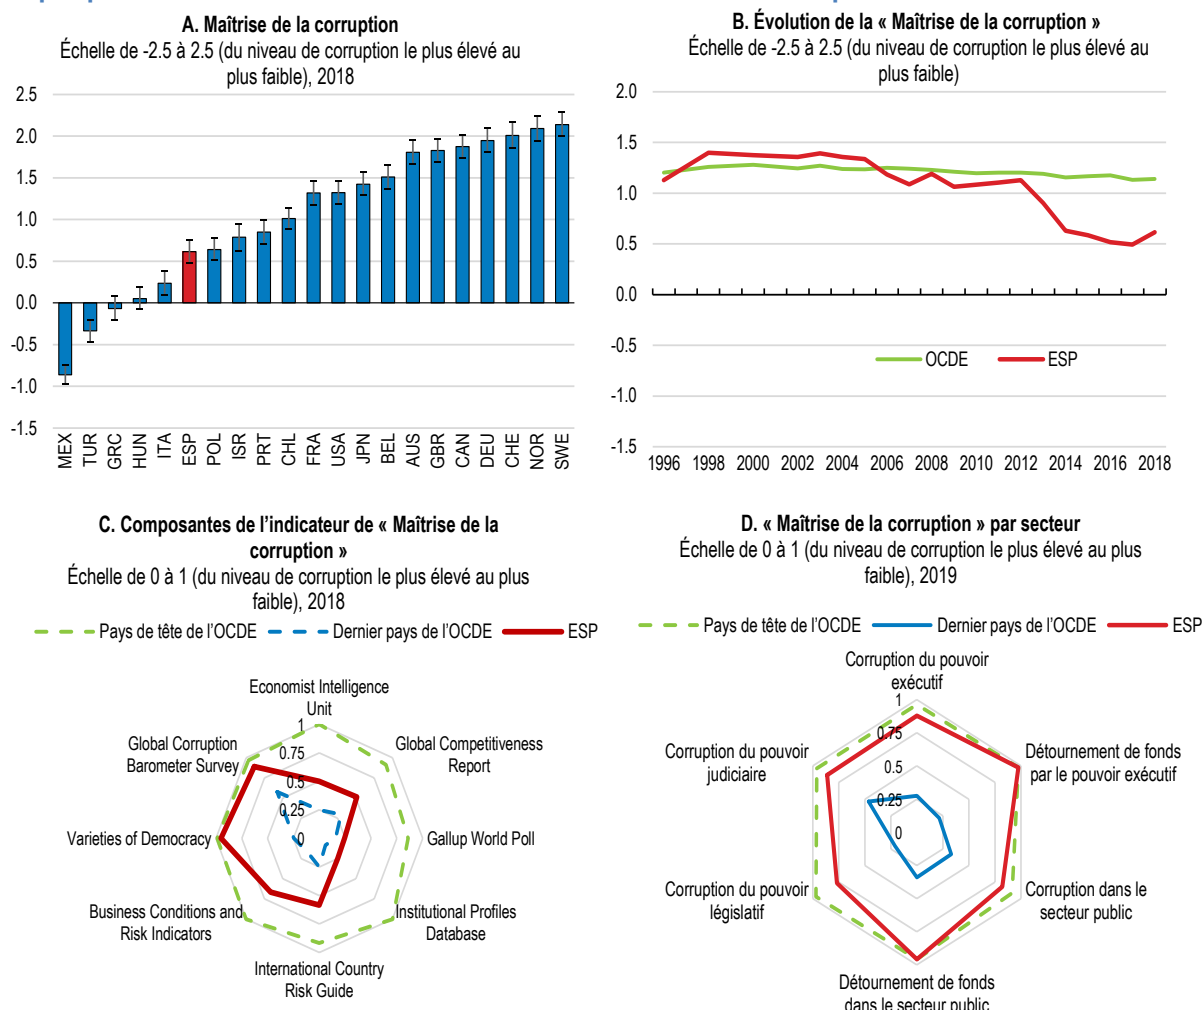 A. Maîtrise de la corruption
Échelle de -2.5 à 2.5 (du niveau de corruption le plus élevé au
plus faible), 2018
2.5
2.0
1.5
1.0
0.5
0.0
-0.5
-1.0
-1.5
MEX
TUR
GRC
HUN
ITA
ESP
POL
ISR
PRT
CHL
FRA
USA
JPN
BEL
AUS
GBR
CAN
DEU
CHE
NOR
SWE
B. Évolution de la « Maîtrise de la corruption »
Échelle de -2.5 à 2.5 (du niveau de corruption le plus élevé au
plus faible)
2.0
1.5
1.0
0.5
0.0
-0.5
-1.0
-1.5
OCDE ESP
1996 1998 2000 2002 2004 2006 2008 2010 2012 2014 2016 2018
C. Composantes de l'indicateur de « Maîtrise de la
corruption »
Échelle de 0 à 1 (du niveau de corruption le plus élevé au plus
faible), 2018
Pays de tête de l'OCDE Dernier pays de l'OCDE ESP
Economist Intelligence
Unit
Global Competitiveness
Report
Gallup World Poll
Institutional Profiles
Database
International Country
Risk Guide
Business Conditions and
Risk Indicators
Varieties of Democracy
Global Corruption
Barometer Survey
1
0.75
0.5
0.25
0
D. « Maîtrise de la corruption » par secteur
Échelle de 0 à 1 (du niveau de corruption le plus élevé au plus
faible), 2019
Pays de tête de l'OCDE Dernier pays de l'OCDE ESP
Corruption du pouvoir
exécutif
Détournement de fonds
par le pouvoir exécutif
Corruption dans le
secteur public
Détournement de fonds
dans le secteur public
Corruption du pouvoir
législatif
Corruption du pouvoir
judiciaire
1
0.75
0.5
0.25
0